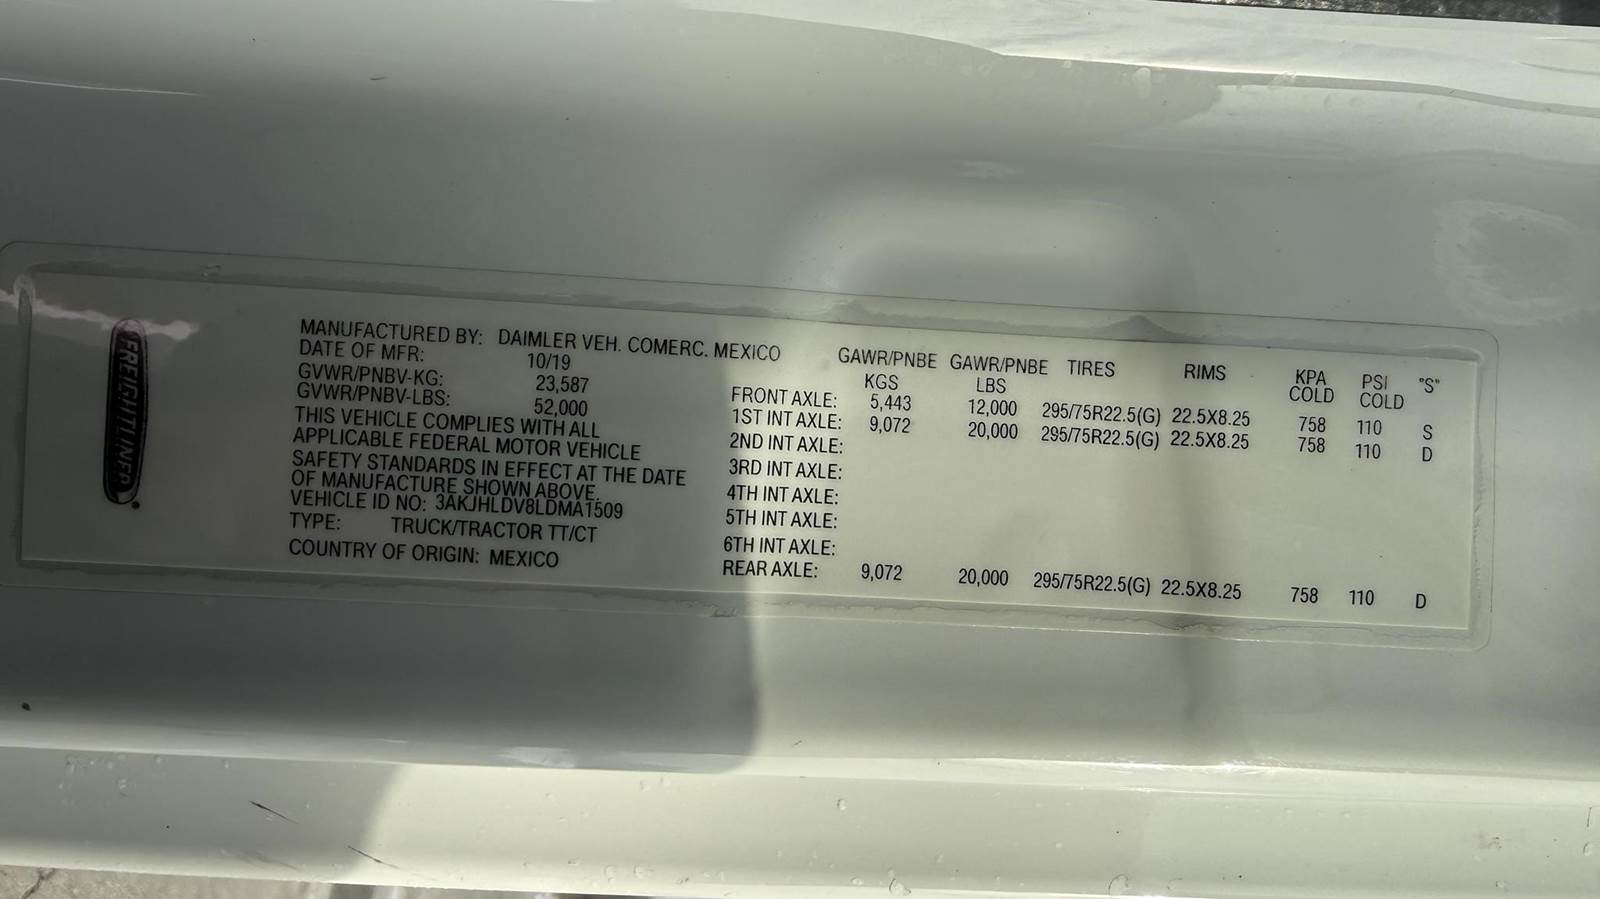 FREIGHTLINER
MANUFACTURED BY: DAIMLER VEH. COMERC. MEXICO
DATE OF MFR: 10/19
GVWR/PNBV-KG: 23,587
GVWR/PNBV-LBS: 52,000
THIS VEHICLE COMPLIES WITH ALL
APPLICABLE FEDERAL MOTOR VEHICLE
SAFETY STANDARDS IN EFFECT AT THE DATE
OF MANUFACTURE SHOWN ABOVE.
VEHICLE ID NO: 3AKJHLDV8LDMA1509
TYPE: TRUCK/TRACTOR TT/CT
COUNTRY OF ORIGIN: MEXICO
GAWR/PNBE GAWR/PNBE TIRES RIMS KPA PSI "S"
KGS LBS COLD COLD
FRONT AXLE: 5,443 12,000 295/75R22.5(G) 22.5X8.25 758 110 S
1ST INT AXLE: 9,072 20,000 295/75R22.5(G) 22.5X8.25 758 110 D
2ND INT AXLE:
3RD INT AXLE:
4TH INT AXLE:
5TH INT AXLE:
6TH INT AXLE:
REAR AXLE: 9,072 20,000 295/75R22.5(G) 22.5X8.25 758 110 D